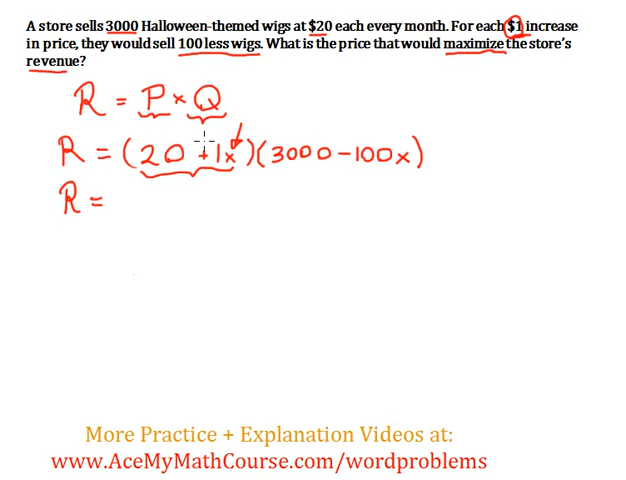 A store sells 3000 Halloween-themed wigs at $20 each every month. For each $1 increase
in price, they would sell 100 less wigs. What is the price that would maximize the store's
revenue?
R = P × Q
R = (20 + 1x)(3000 - 100x)
R =
More Practice + Explanation Videos at:
www.AceMyMathCourse.com/wordproblems